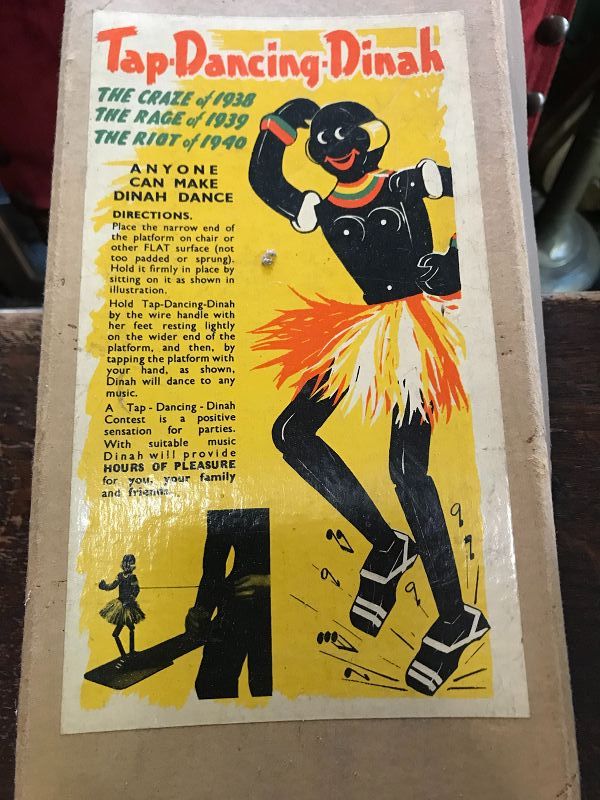 Tap-Dancing-Dinah
THE CRAZE of 1938
THE RAGE of 1939
THE RIOT of 1940
ANYONE
CAN MAKE
DINAH DANCE
DIRECTIONS.
Place the narrow end of
the platform on chair or
other FLAT surface (not
too padded or sprung).
Hold it firmly in place by
sitting on it as shown in
illustration.
Hold Tap-Dancing-Dinah
by the wire handle with
her feet resting lightly
on the wider end of the
platform, and then, by
tapping the platform with
your hand, as shown,
Dinah will dance to any
music.
A Tap-Dancing-Dinah
Contest is a positive
sensation for parties.
With suitable music
Dinah will provide
HOURS OF PLEASURE
for you, your family
and friends.